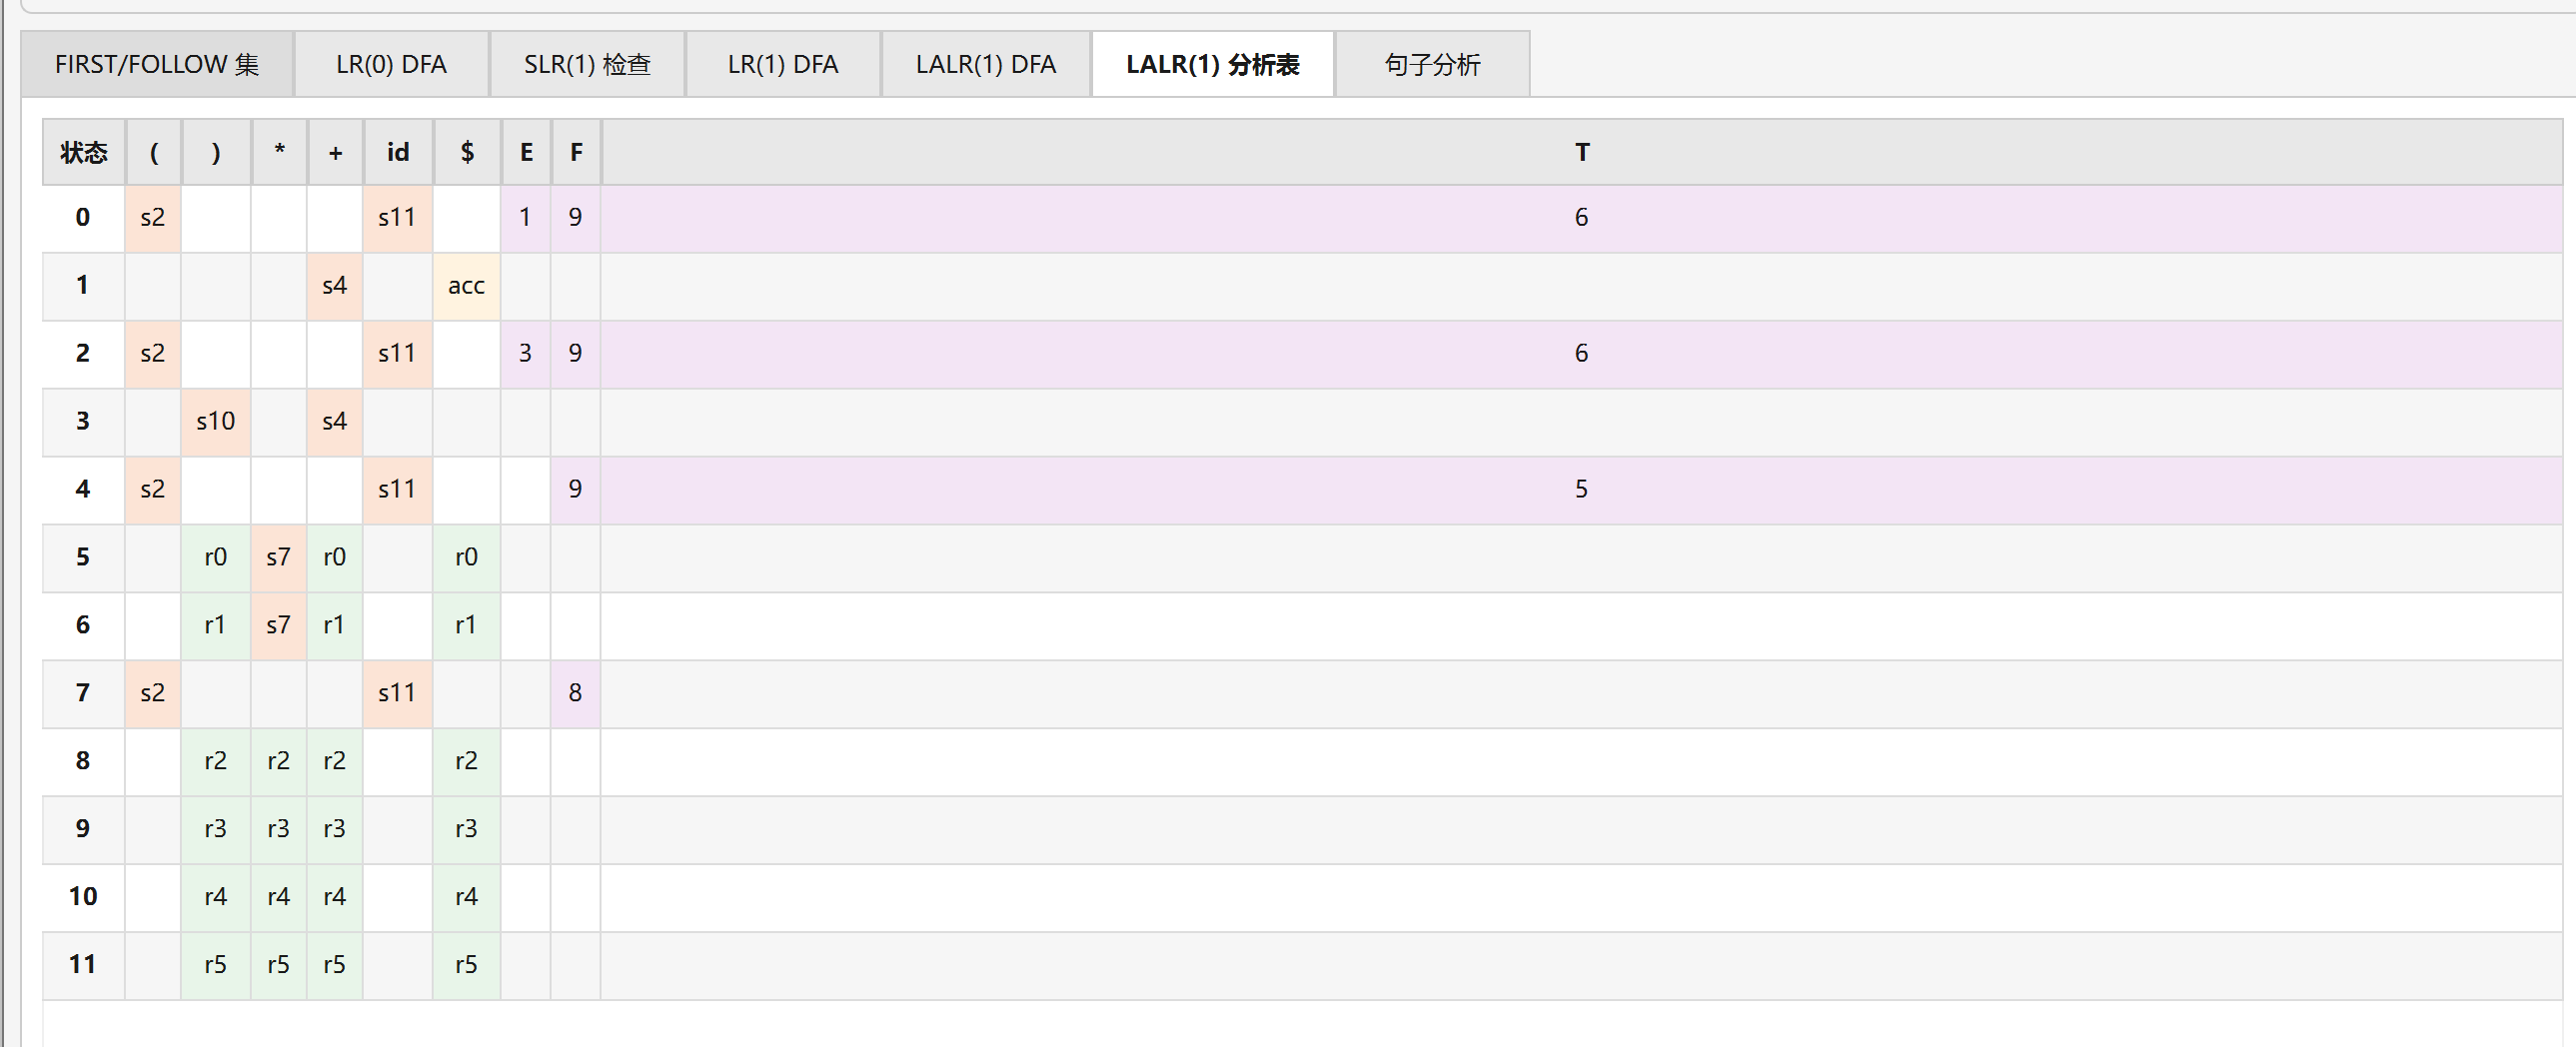 FIRST/FOLLOW 集 LR(0) DFA SLR(1) 检查 LR(1) DFA LALR(1) DFA LALR(1) 分析表 句子分析
状态 ( ) * + id $ E F T
0 s2 s11 1 9 6
1 s4 acc
2 s2 s11 3 9 6
3 s10 s4
4 s2 s11 9 5
5 r0 s7 r0 r0
6 r1 s7 r1 r1
7 s2 s11 8
8 r2 r2 r2 r2
9 r3 r3 r3 r3
10 r4 r4 r4 r4
11 r5 r5 r5 r5